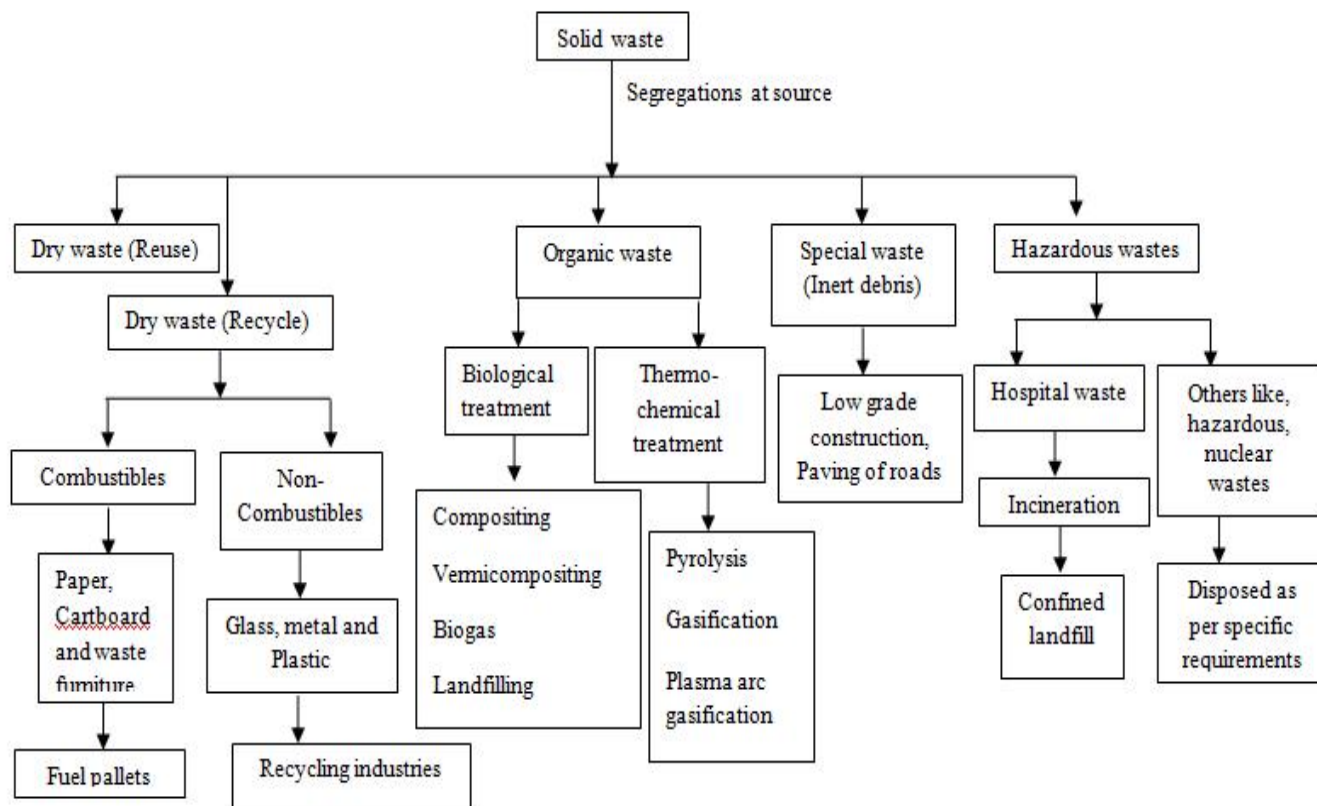 Solid waste
Segregations at source
Dry waste (Reuse)
Dry waste (Recycle)
Organic waste
Special waste
(Inert debris)
Hazardous wastes
Combustibles
Non-
Combustibles
Biological
treatment
Thermo-
chemical
treatment
Low grade
construction,
Paving of roads
Hospital waste
Others like,
hazardous,
nuclear
wastes
Paper,
Cartboard
and waste
furniture
Glass, metal and
Plastic
Compositing
Vermicompositing
Biogas
Landfilling
Pyrolysis
Gasification
Plasma arc
gasification
Incineration
Confined
landfill
Disposed as
per specific
requirements
Fuel pallets
Recycling industries